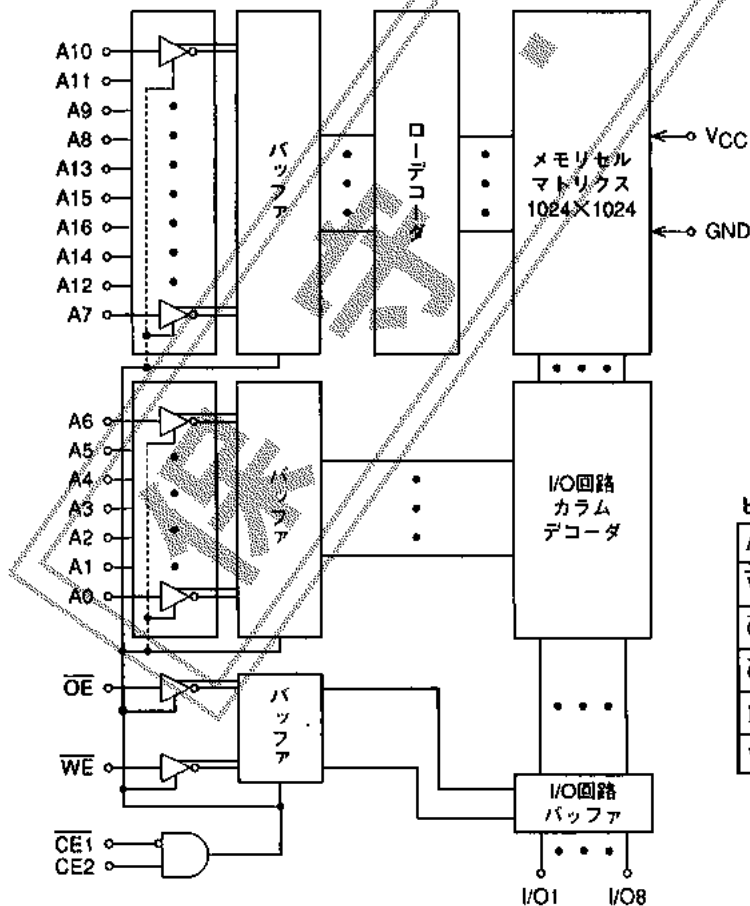 A10
A11
A9
A8
A13
A15
A16
A14
A12
A7
バッファ
ローデコーダ
メモリセル
マトリクス
1024×1024
VCC
GND
A6
A5
A4
A3
A2
A1
A0
バッファ
I/O回路
カラム
デコーダ
OE
WE
バッファ
CE1
CE2
I/O回路
バッファ
I/O1
I/O8